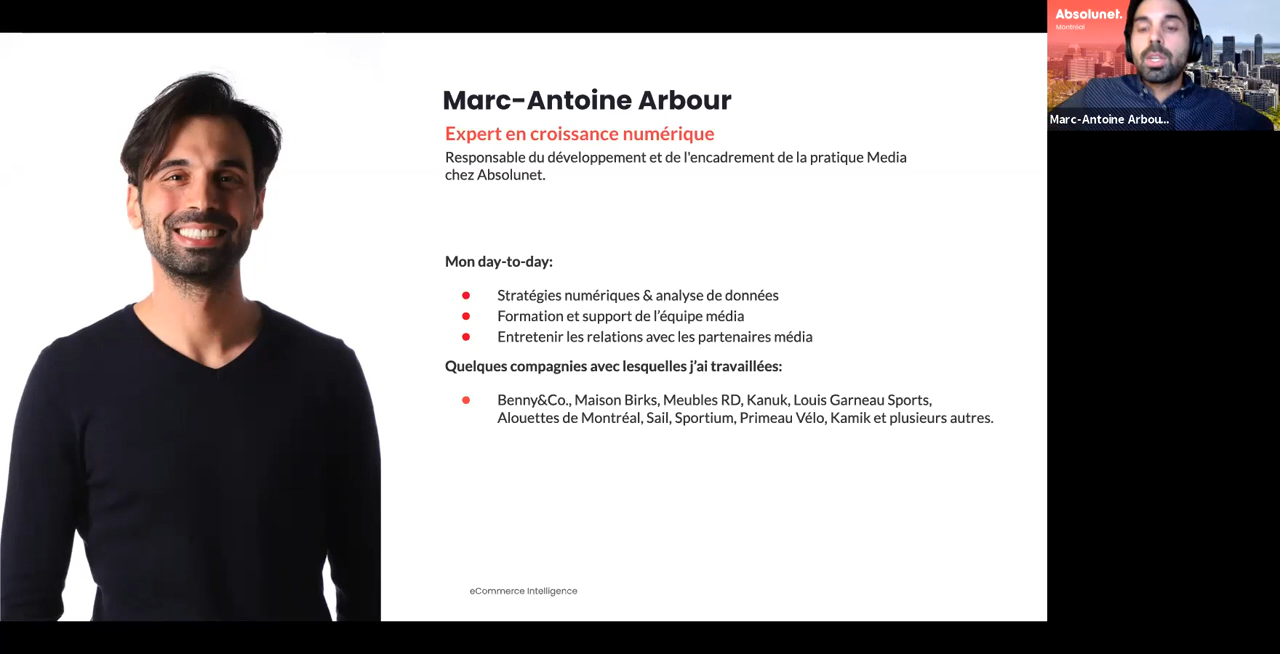 Marc-Antoine Arbour
Expert en croissance numérique
Responsable du développement et de l'encadrement de la pratique Media
chez Absolunet.
Mon day-to-day:
Stratégies numériques & analyse de données
Formation et support de l'équipe média
Entretenir les relations avec les partenaires média
Quelques compagnies avec lesquelles j'ai travaillées:
Benny&Co., Maison Birks, Meubles RD, Kanuk, Louis Garneau Sports,
Alouettes de Montréal, Sail, Sportium, Primeau Vélo, Kamik et plusieurs autres.
eCommerce Intelligence
Absolunet.
Montréal
Marc-Antoine Arbou...